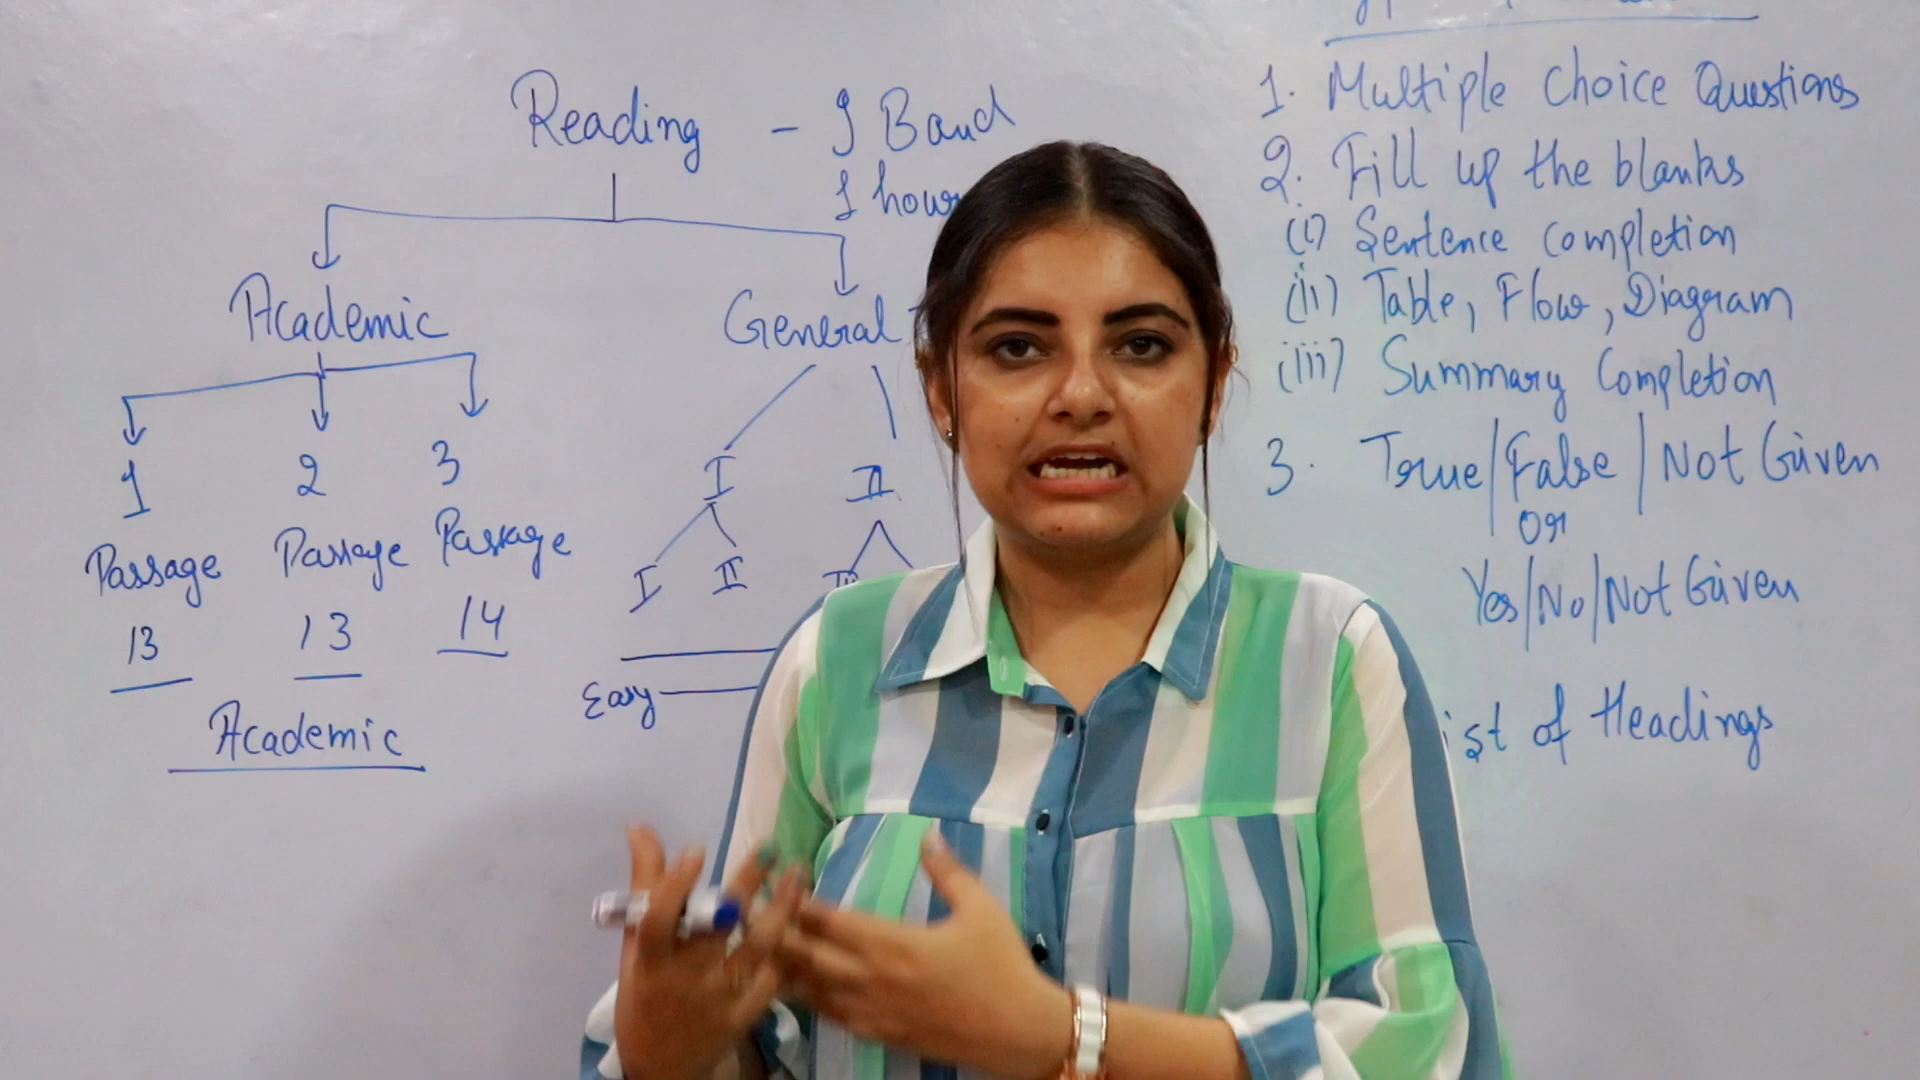 Reading - 9 Band
1 hour
Academic
General
1
2
3
Passage
Passage
Passage
13
13
14
Academic
I
II
I
II
Easy
1. Multiple Choice Questions
2. Fill up the blanks
(i) Sentence Completion
(ii) Table, Flow, Diagram
(iii) Summary Completion
3. True/False/Not Given
or
Yes/No/Not Given
of Headings